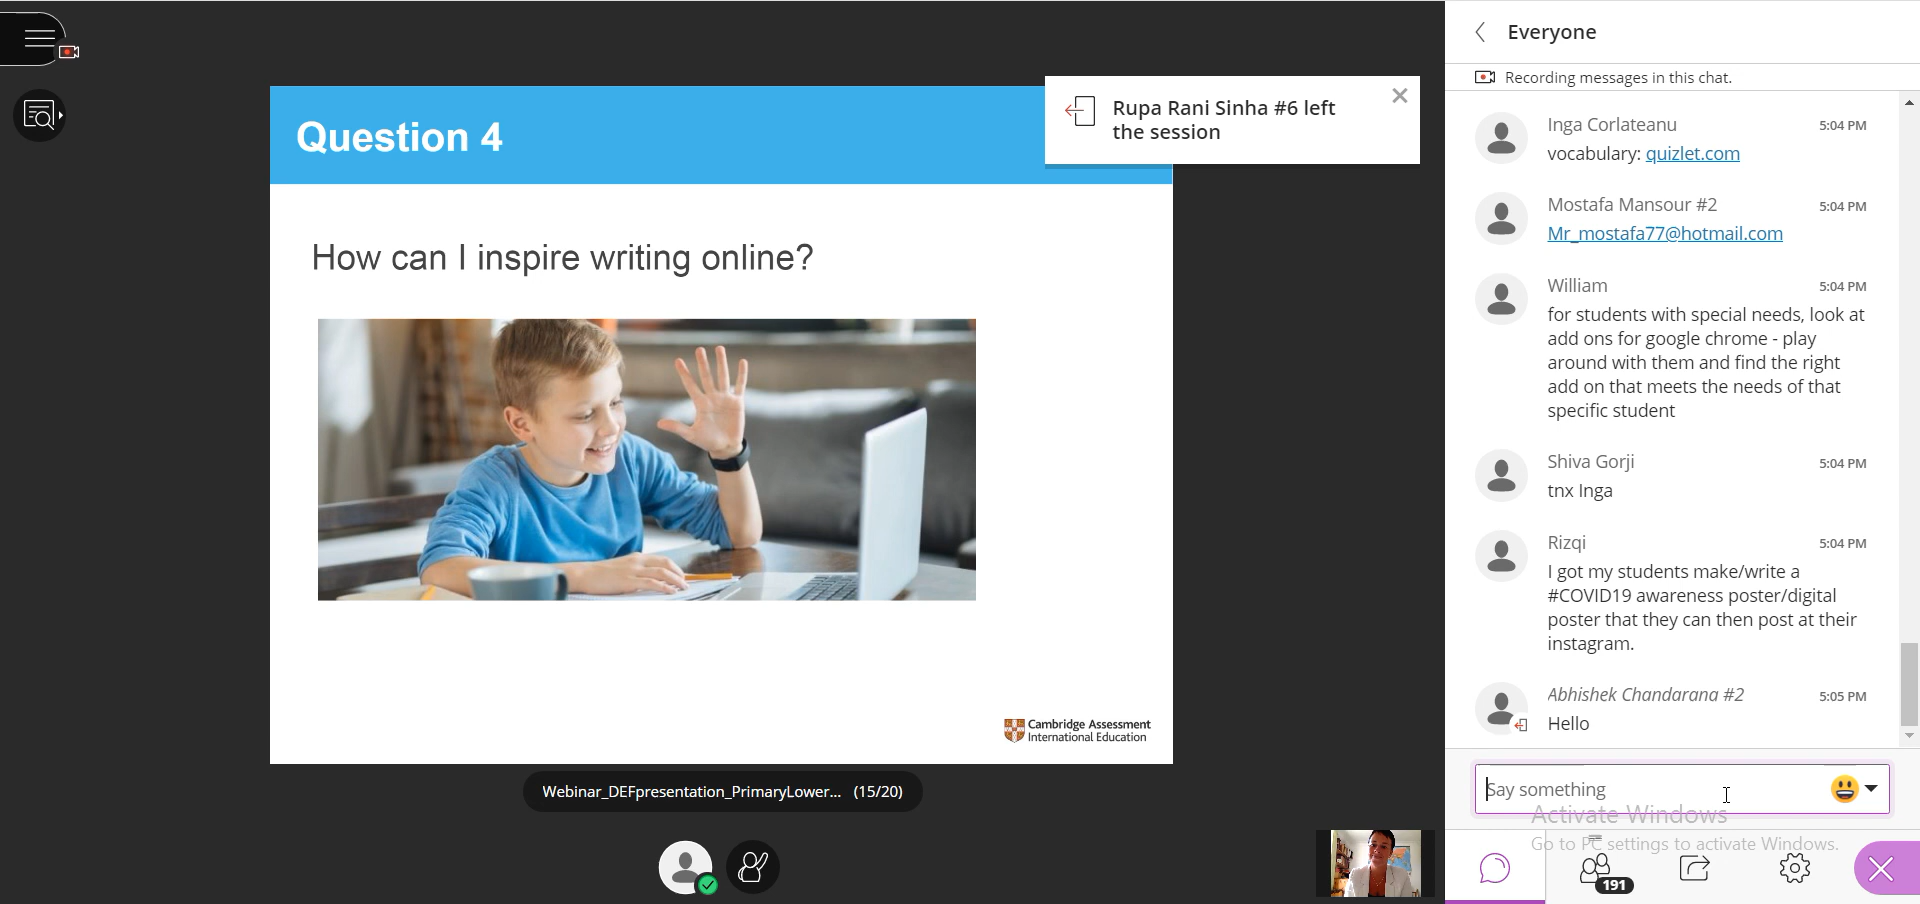 Question 4
How can I inspire writing online?
Cambridge Assessment
International Education
Webinar_DEFpresentation_PrimaryLower... (15/20)
Rupa Rani Sinha #6 left
the session
Everyone
Recording messages in this chat.
Inga Corlateanu 5:04 PM
vocabulary: quizlet.com
Mostafa Mansour #2 5:04 PM
Mr_mostafa77@hotmail.com
William 5:04 PM
for students with special needs, look at
add ons for google chrome - play
around with them and find the right
add on that meets the needs of that
specific student
Shiva Gorji 5:04 PM
tnx Inga
Rizqi 5:04 PM
I got my students make/write a
#COVID19 awareness poster/digital
poster that they can then post at their
instagram.
Abhishek Chandarana #2 5:05 PM
Hello
Say something
Activate Windows
Go to PC settings to activate Windows.
191